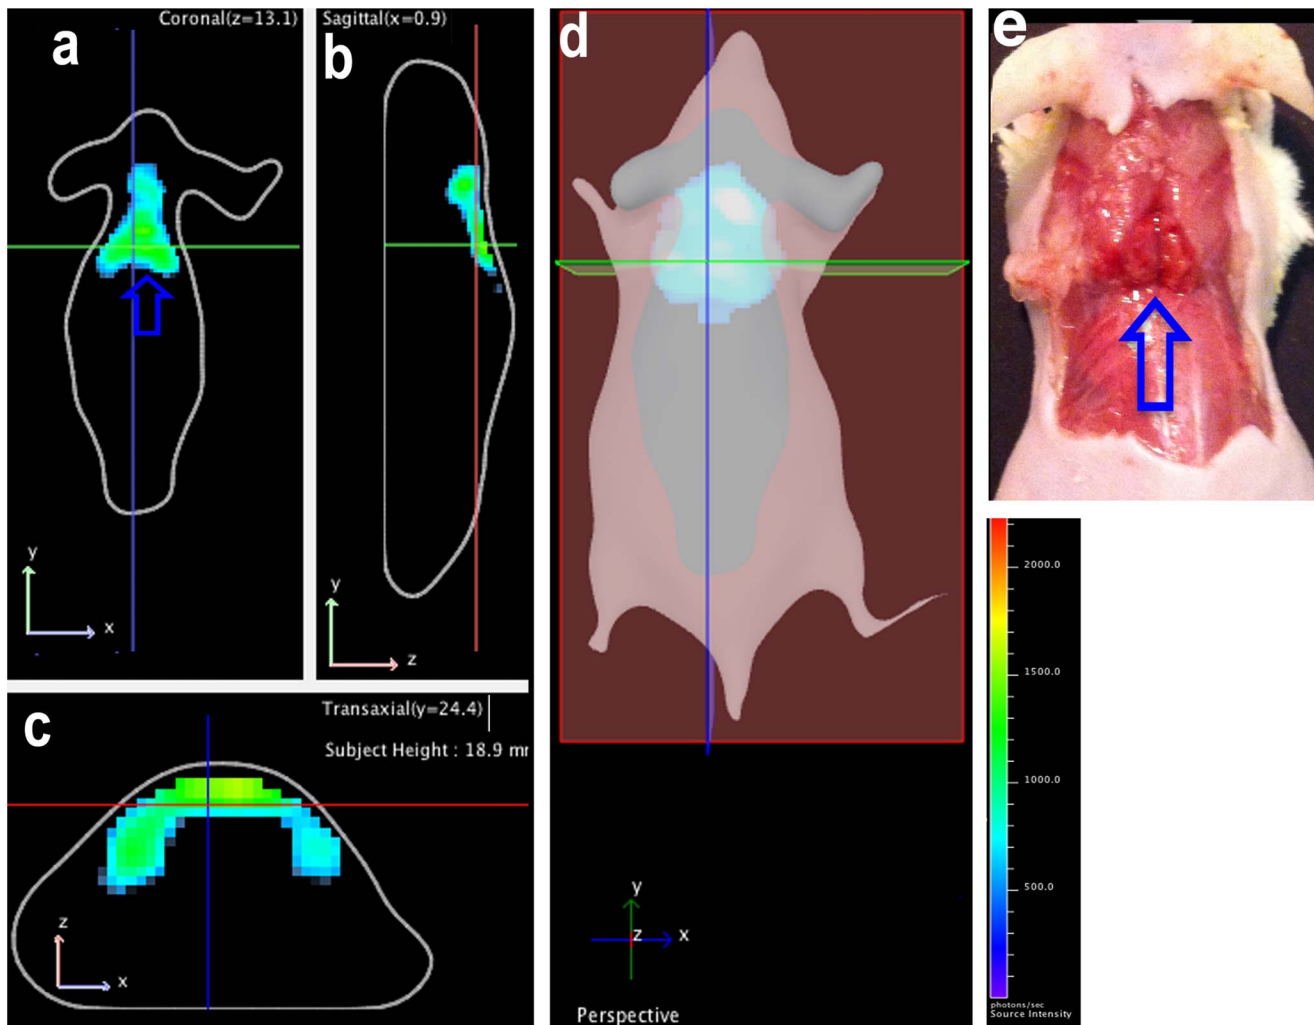 a
Coronal(z=13.1)
y
x
b
Sagittal(x=0.9)
y
z
c
Transaxial(y=24.4)
Subject Height : 18.9 mm
z
x
d
y
z
x
Perspective
e
2000.0
1500.0
1000.0
500.0
photons/sec
Source Intensity